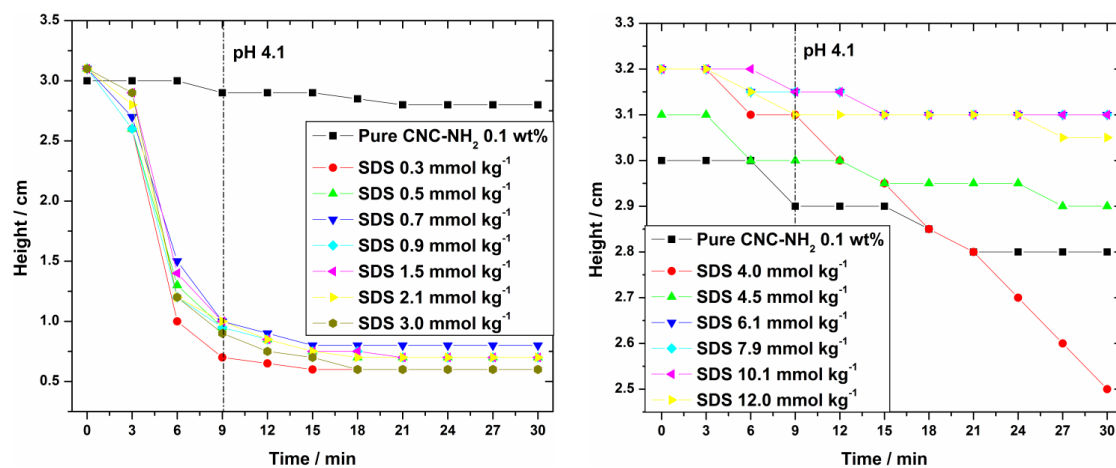 3.5
3.0
2.5
2.0
1.5
1.0
0.5
Height / cm
pH 4.1
Pure CNC-NH₂ 0.1 wt%
SDS 0.3 mmol kg⁻¹
SDS 0.5 mmol kg⁻¹
SDS 0.7 mmol kg⁻¹
SDS 0.9 mmol kg⁻¹
SDS 1.5 mmol kg⁻¹
SDS 2.1 mmol kg⁻¹
SDS 3.0 mmol kg⁻¹
0 3 6 9 12 15 18 21 24 27 30
Time / min
3.3
3.2
3.1
3.0
2.9
2.8
2.7
2.6
2.5
Height / cm
pH 4.1
Pure CNC-NH₂ 0.1 wt%
SDS 4.0 mmol kg⁻¹
SDS 4.5 mmol kg⁻¹
SDS 6.1 mmol kg⁻¹
SDS 7.9 mmol kg⁻¹
SDS 10.1 mmol kg⁻¹
SDS 12.0 mmol kg⁻¹
0 3 6 9 12 15 18 21 24 27 30
Time / min